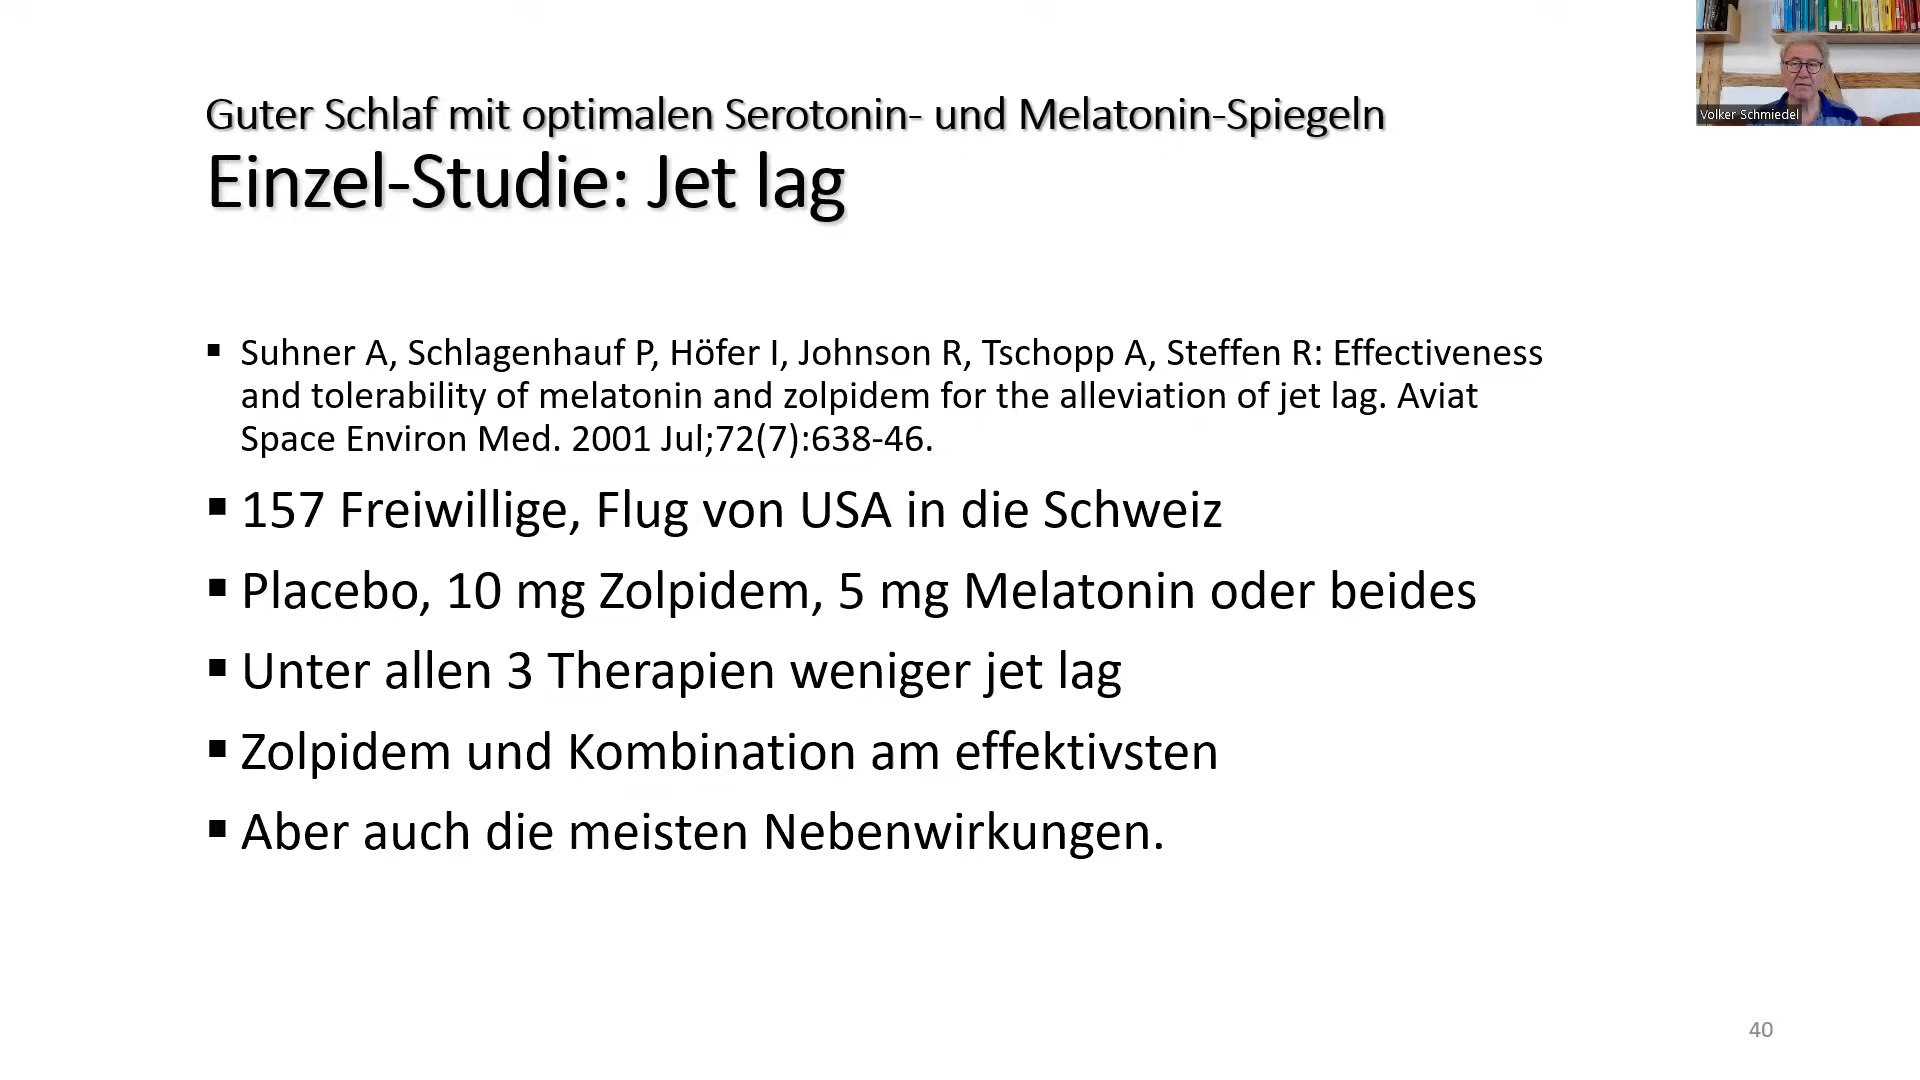 Guter Schlaf mit optimalen Serotonin- und Melatonin-Spiegeln
Einzel-Studie: Jet lag
Volker Schmiedel
▪ Suhner A, Schlagenhauf P, Höfer I, Johnson R, Tschopp A, Steffen R: Effectiveness
and tolerability of melatonin and zolpidem for the alleviation of jet lag. Aviat
Space Environ Med. 2001 Jul;72(7):638-46.
▪ 157 Freiwillige, Flug von USA in die Schweiz
▪ Placebo, 10 mg Zolpidem, 5 mg Melatonin oder beides
▪ Unter allen 3 Therapien weniger jet lag
▪ Zolpidem und Kombination am effektivsten
▪ Aber auch die meisten Nebenwirkungen.
40